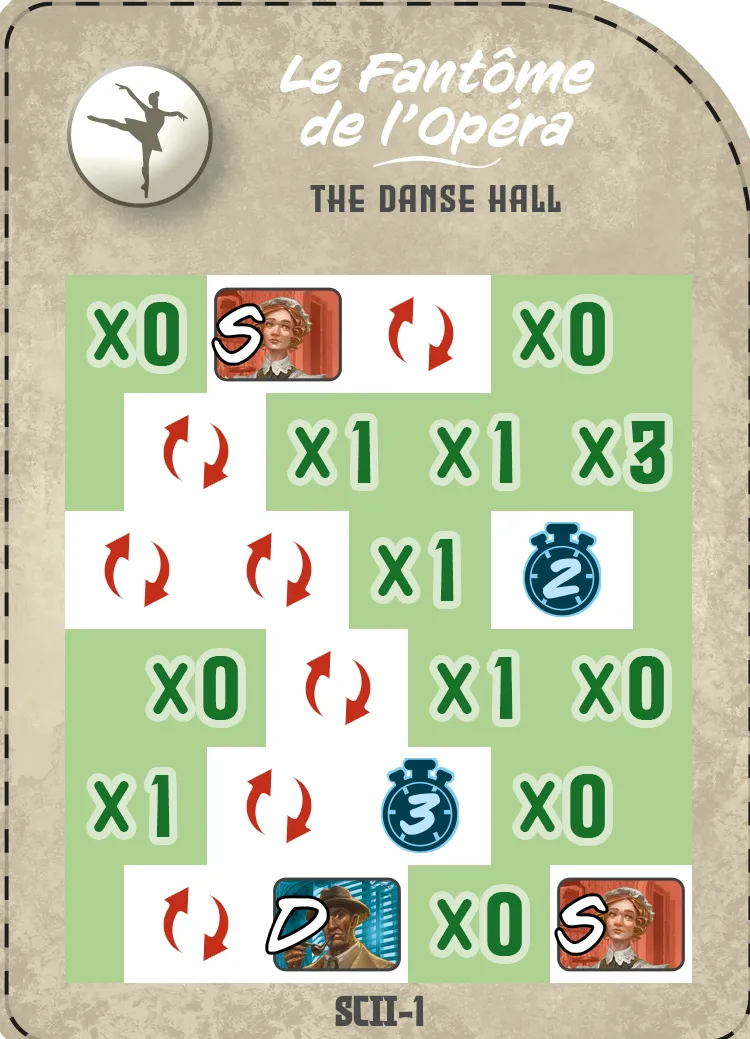 Le Fantôme
de l'Opéra
THE DANSE HALL
x0 S x0
x1 x1 x3
x1 2
x0 x1 x0
x1 3 x0
D x0 S
SCII-1